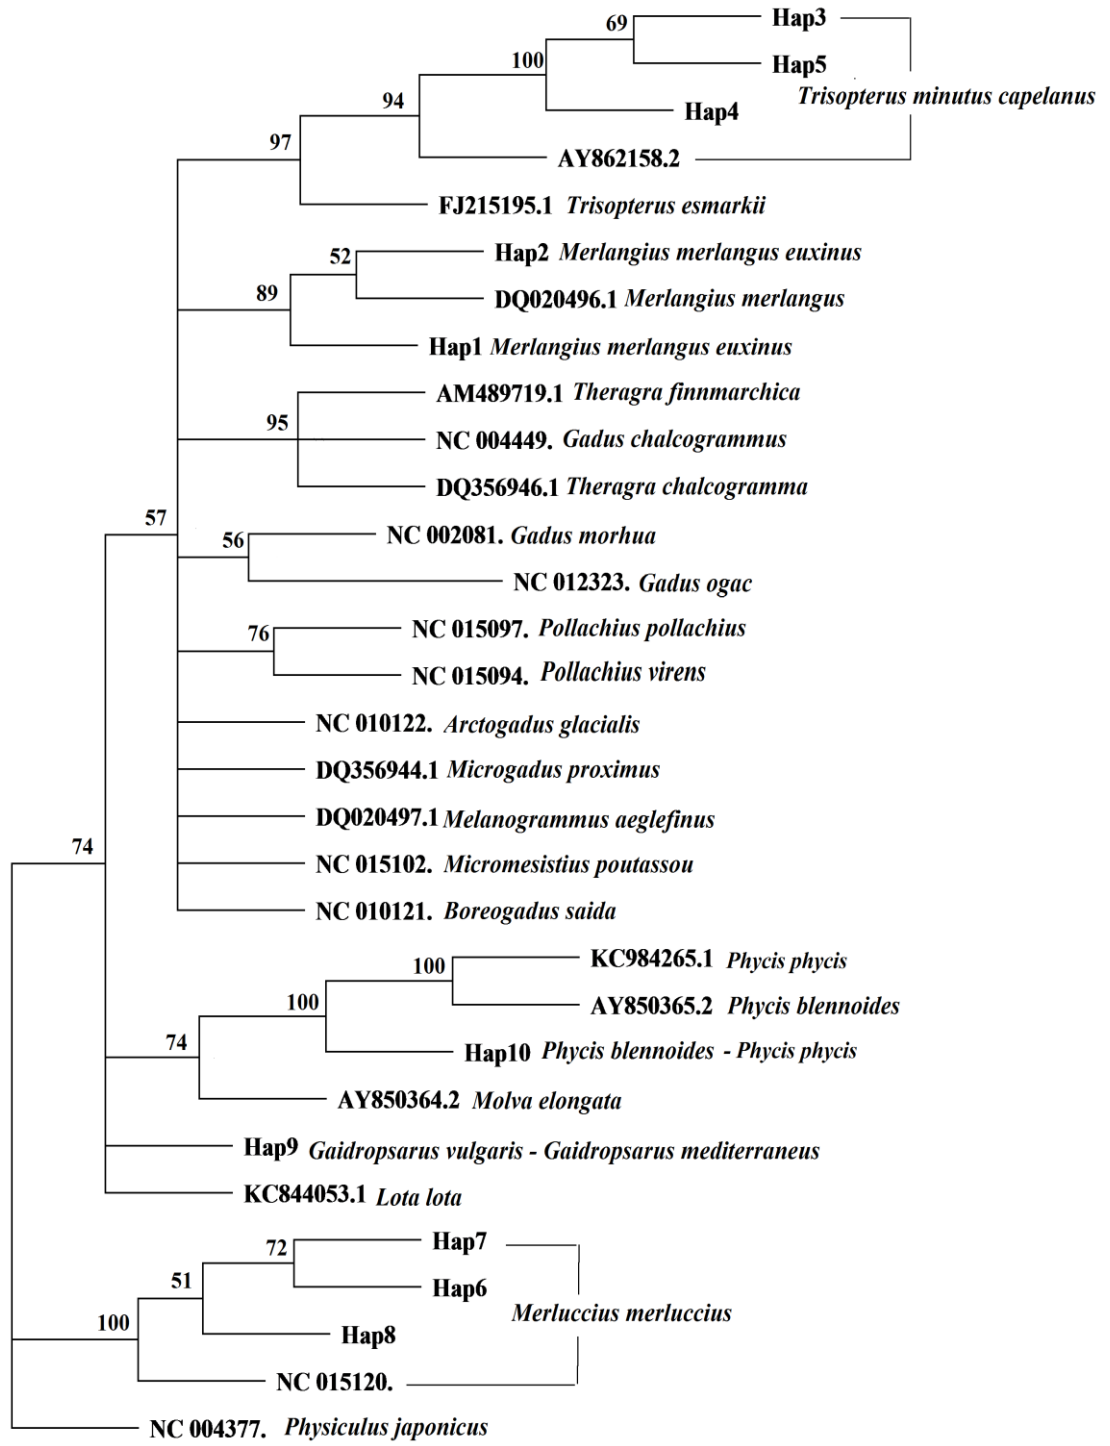 69
Hap3
100
Hap5
Trisopterus minutus capelanus
94
Hap4
97
AY862158.2
FJ215195.1 Trisopterus esmarkii
52
Hap2 Merlangius merlangus euxinus
89
DQ020496.1 Merlangius merlangus
Hap1 Merlangius merlangus euxinus
AM489719.1 Theragra finnmarchica
95
NC 004449. Gadus chalcogrammus
DQ356946.1 Theragra chalcogramma
57
NC 002081. Gadus morhua
56
NC 012323. Gadus ogac
76
NC 015097. Pollachius pollachius
NC 015094. Pollachius virens
NC 010122. Arctogadus glacialis
DQ356944.1 Microgadus proximus
DQ020497.1 Melanogrammus aeglefinus
74
NC 015102. Micromesistius poutassou
NC 010121. Boreogadus saida
KC984265.1 Phycis phycis
100
AY850365.2 Phycis blennoides
100
Hap10 Phycis blennoides - Phycis phycis
74
AY850364.2 Molva elongata
Hap9 Gaidropsarus vulgaris - Gaidropsarus mediterraneus
KC844053.1 Lota lota
72
Hap7
51
Hap6
Merluccius merluccius
100
Hap8
NC 015120.
NC 004377. Physiculus japonicus